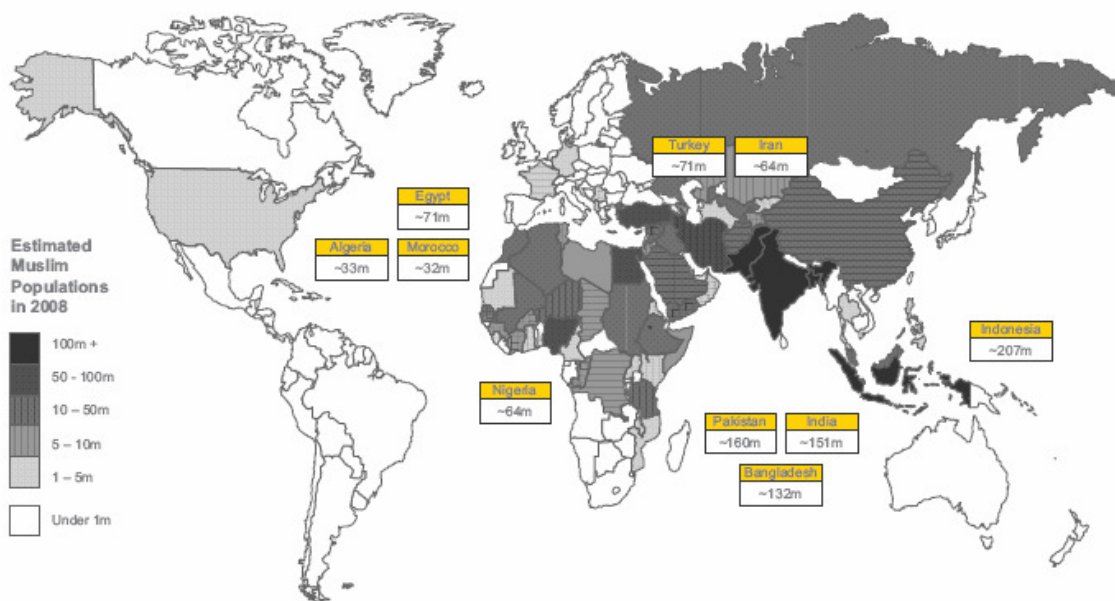 Turkey
~71m
Iran
~64m
Egypt
~71m
Algeria
~33m
Morocco
~32m
Estimated
Muslim
Populations
in 2008
100m +
50 - 100m
10 – 50m
5 – 10m
1 – 5m
Under 1m
Indonesia
~207m
Nigeria
~64m
Pakistan
~160m
India
~151m
Bangladesh
~132m